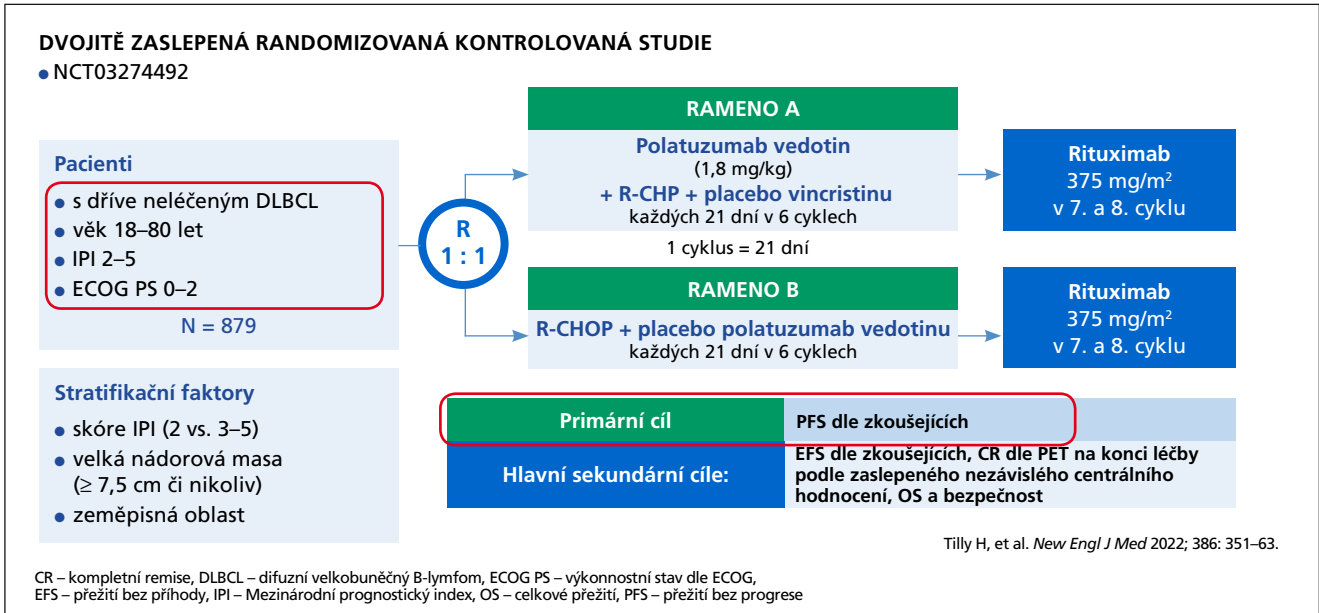 DVOJITĚ ZASLEPENÁ RANDOMIZOVANÁ KONTROLOVANÁ STUDIE
• NCT03274492
Pacienti
• s dříve neléčeným DLBCL
• věk 18–80 let
• IPI 2–5
• ECOG PS 0–2
N = 879
Stratifikační faktory
• skóre IPI (2 vs. 3–5)
• velká nádorová masa
(≥ 7,5 cm či nikoliv)
• zeměpisná oblast
R
1 : 1
RAMENO A
Polatuzumab vedotin
(1,8 mg/kg)
+ R-CHP + placebo vincristinu
každých 21 dní v 6 cyklech
1 cyklus = 21 dní
RAMENO B
R-CHOP + placebo polatuzumab vedotinu
každých 21 dní v 6 cyklech
Rituximab
375 mg/m²
v 7. a 8. cyklu
Rituximab
375 mg/m²
v 7. a 8. cyklu
Primární cíl
PFS dle zkoušejících
Hlavní sekundární cíle:
EFS dle zkoušejících, CR dle PET na konci léčby
podle zaslepeného nezávislého centrálního
hodnocení, OS a bezpečnost
Tilly H, et al. New Engl J Med 2022; 386: 351–63.
CR – kompletní remise, DLBCL – difuzní velkobuněčný B-lymfom, ECOG PS – výkonnostní stav dle ECOG,
EFS – přežití bez příhody, IPI – Mezinárodní prognostický index, OS – celkové přežití, PFS – přežití bez progrese